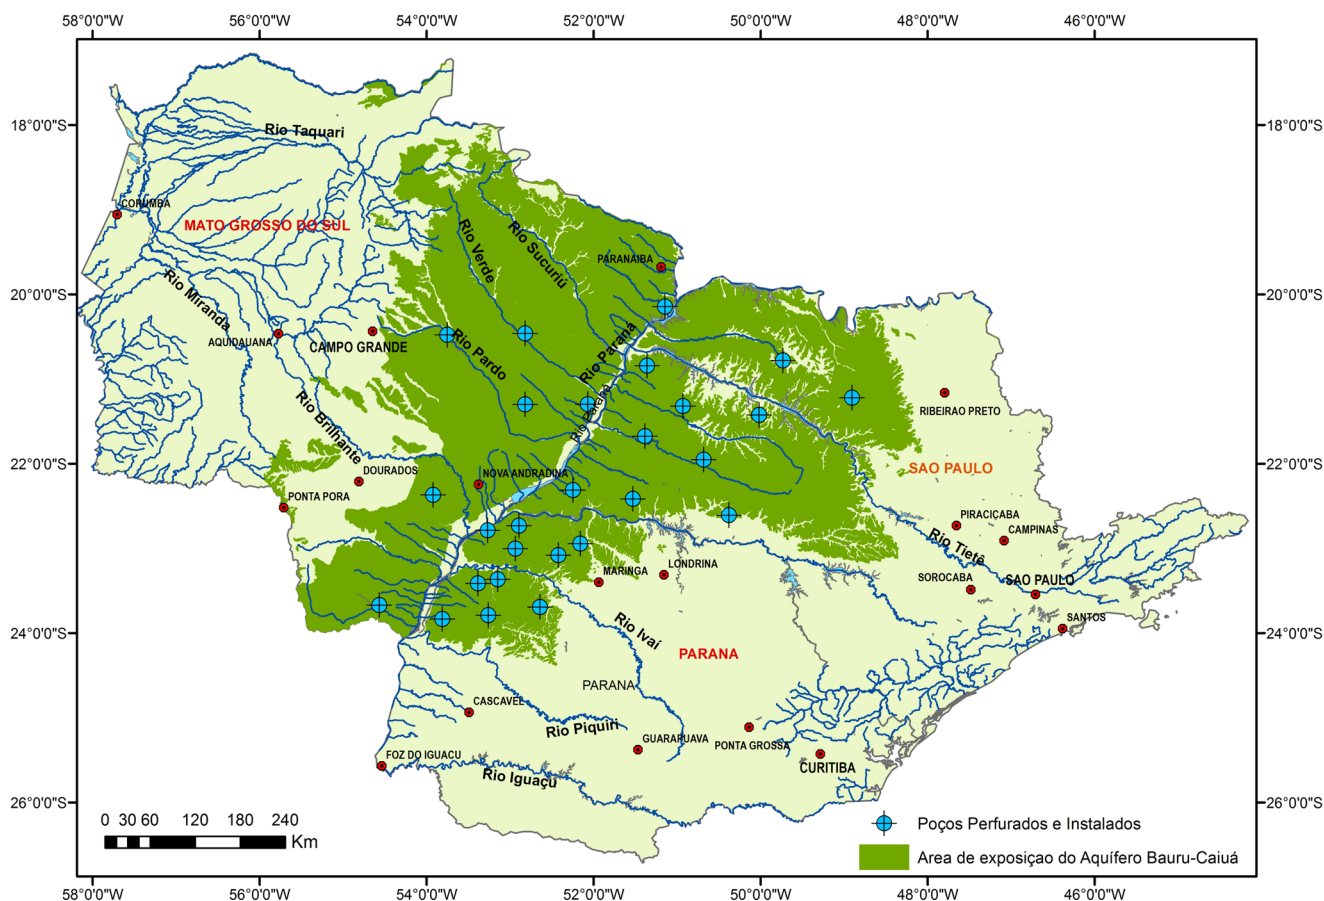 58°0'0"W 56°0'0"W 54°0'0"W 52°0'0"W 50°0'0"W 48°0'0"W 46°0'0"W
18°0'0"S
18°0'0"S
Rio Taquari
CORUMBA
MATO GROSSO DO SUL
Rio Verde
Rio Sucuriú
PARANAIBA
20°0'0"S
20°0'0"S
Rio Miranda
AQUIDAUANA
CAMPO GRANDE
Rio Pardo
Rio Paraná
Rio Paraná
RIBEIRAO PRETO
Rio Brilhante
22°0'0"S
22°0'0"S
DOURADOS
NOVA ANDRADINA
SAO PAULO
PONTA PORA
PIRACIÇABA
CAMPINAS
Rio Tietê
MARINGA
LONDRINA
SOROCABA
SAO PAULO
SANTOS
24°0'0"S
24°0'0"S
Rio Ivaí
PARANA
PARANA
CASCAVEL
Rio Piquiri
GUARAPUAVA
PONTA GROSSA
FOZ DO IGUACU
CURITIBA
Rio Iguaçu
26°0'0"S
26°0'0"S
0 30 60 120 180 240
Km
Poços Perfurados e Instalados
Area de exposiçao do Aquífero Bauru-Caiuá
58°0'0"W 56°0'0"W 54°0'0"W 52°0'0"W 50°0'0"W 48°0'0"W 46°0'0"W